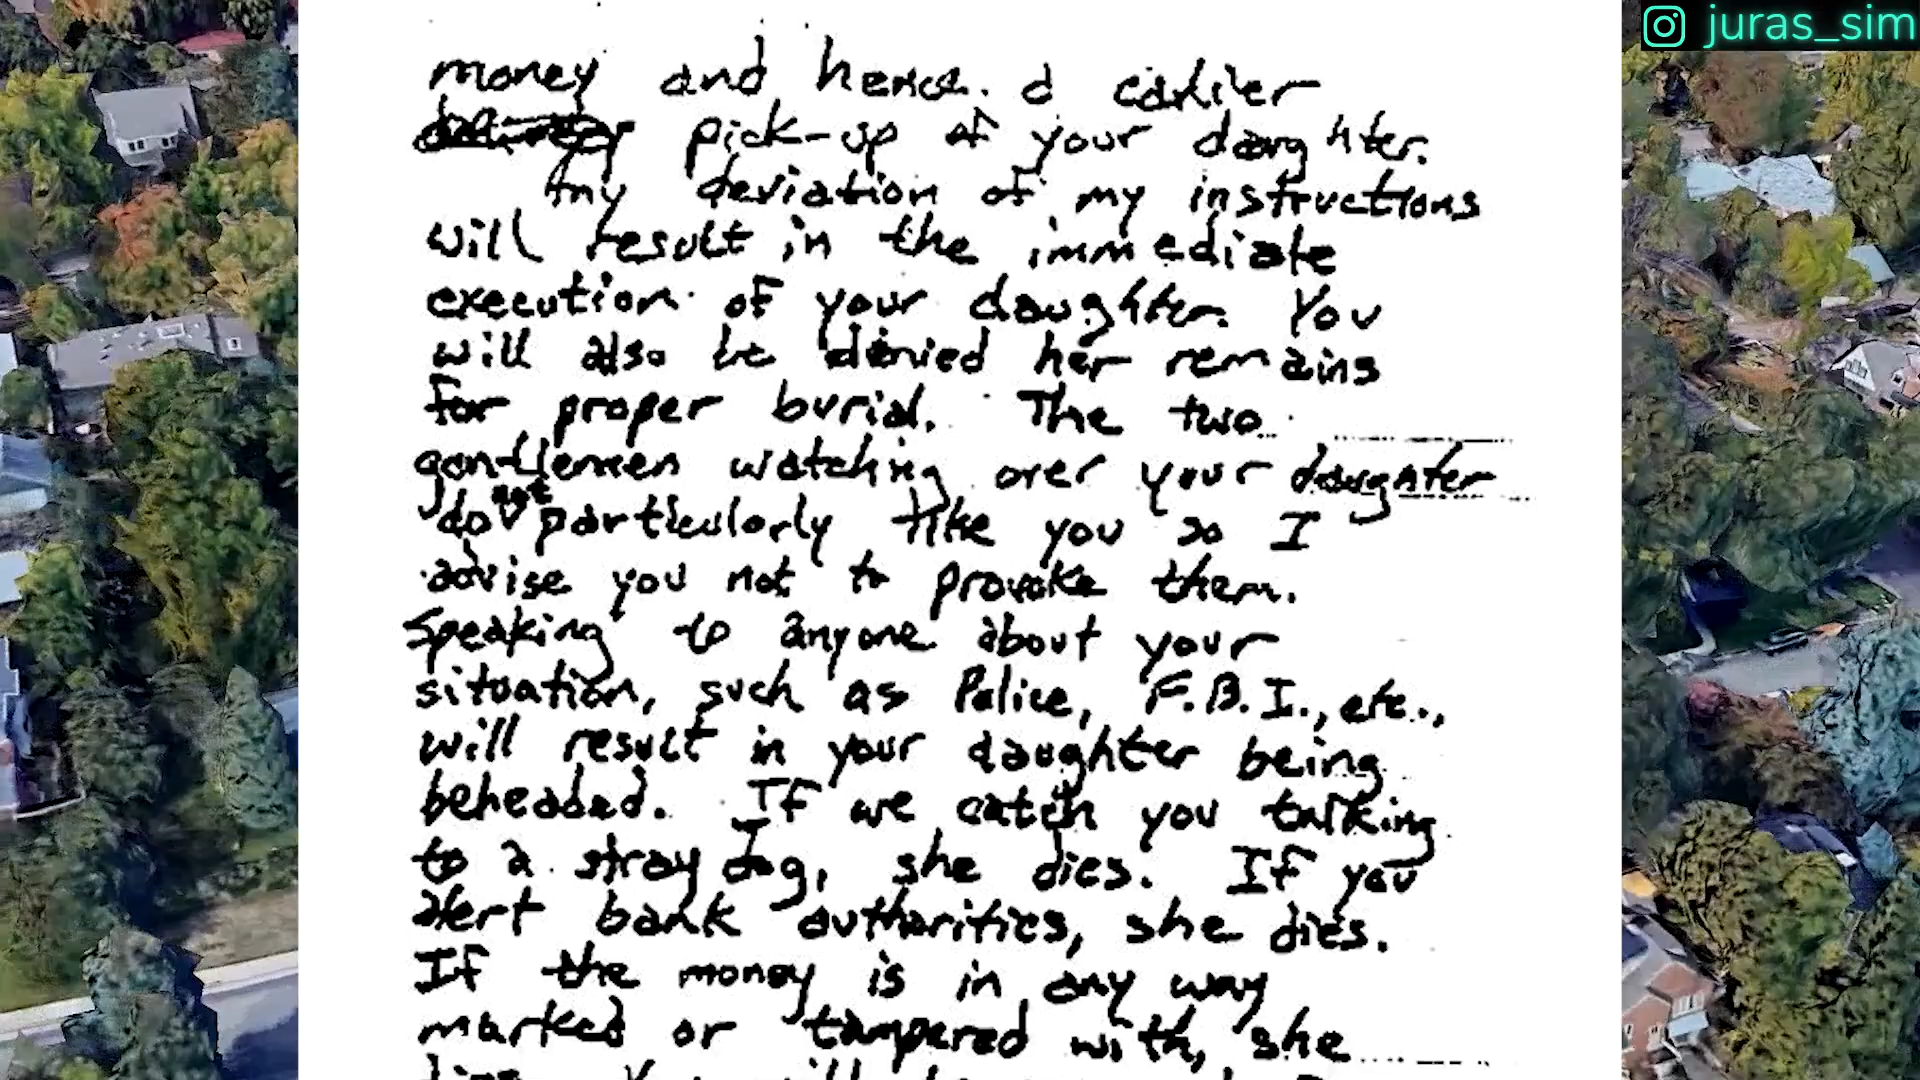 juras_sim
money and hence a earlier
pick-up of your daughter.
Any deviation of my instructions
will result in the immediate
execution of your daughter. You
will also be denied her remains
for proper burial. The two
gentlemen watching over your daughter
do not particularly like you so I
advise you not to provoke them.
Speaking to anyone about your
situation, such as Police, F.B.I., etc.,
will result in your daughter being
beheaded. If we catch you talking
to a stray dog, she dies. If you
alert bank authorities, she dies.
If the money is in any way
marked or tampered with, she